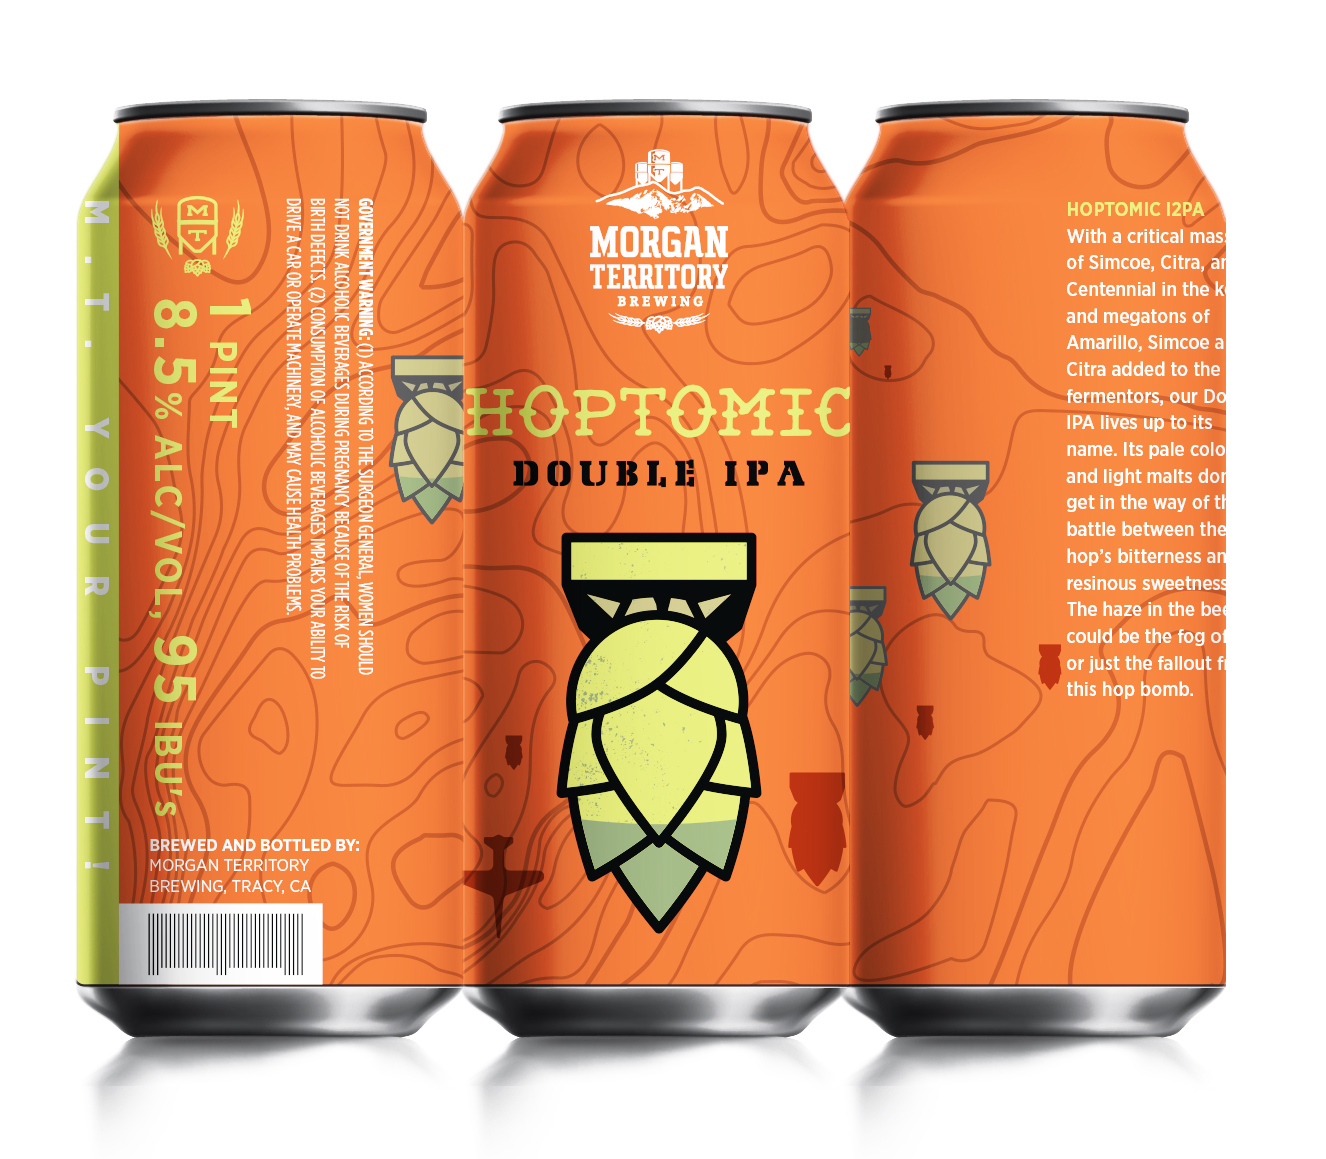 M.T. YOUR PINT!
M
T
1 PINT
8.5% ALC/VOL, 95 IBU's
GOVERNMENT WARNING: (1) ACCORDING TO THE SURGEON GENERAL, WOMEN SHOULD
NOT DRINK ALCOHOLIC BEVERAGES DURING PREGNANCY BECAUSE OF THE RISK OF
BIRTH DEFECTS. (2) CONSUMPTION OF ALCOHOLIC BEVERAGES IMPAIRS YOUR ABILITY TO
DRIVE A CAR OR OPERATE MACHINERY, AND MAY CAUSE HEALTH PROBLEMS.
BREWED AND BOTTLED BY:
MORGAN TERRITORY
BREWING, TRACY, CA
M
T
MORGAN
TERRITORY
BREWING
HOPTOMIC
DOUBLE IPA
HOPTOMIC I2PA
With a critical mas
of Simcoe, Citra, a
Centennial in the k
and megatons of
Amarillo, Simcoe a
Citra added to the
fermentors, our Do
IPA lives up to its
name. Its pale colo
and light malts don
get in the way of th
battle between the
hop's bitterness an
resinous sweetness
The haze in the bee
could be the fog of
or just the fallout f
this hop bomb.